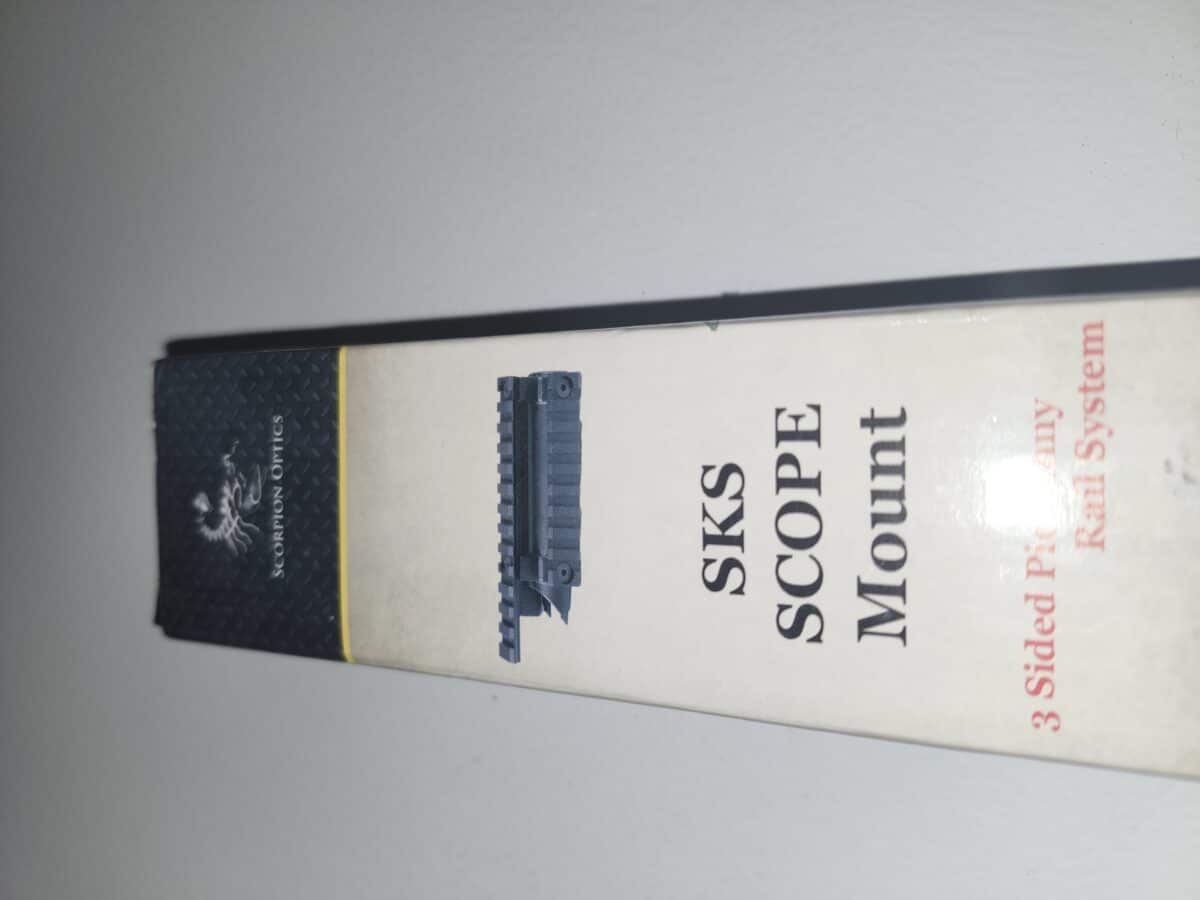 SCORPION OPTICS
SKS
SCOPE
Mount
3 Sided
Rail System